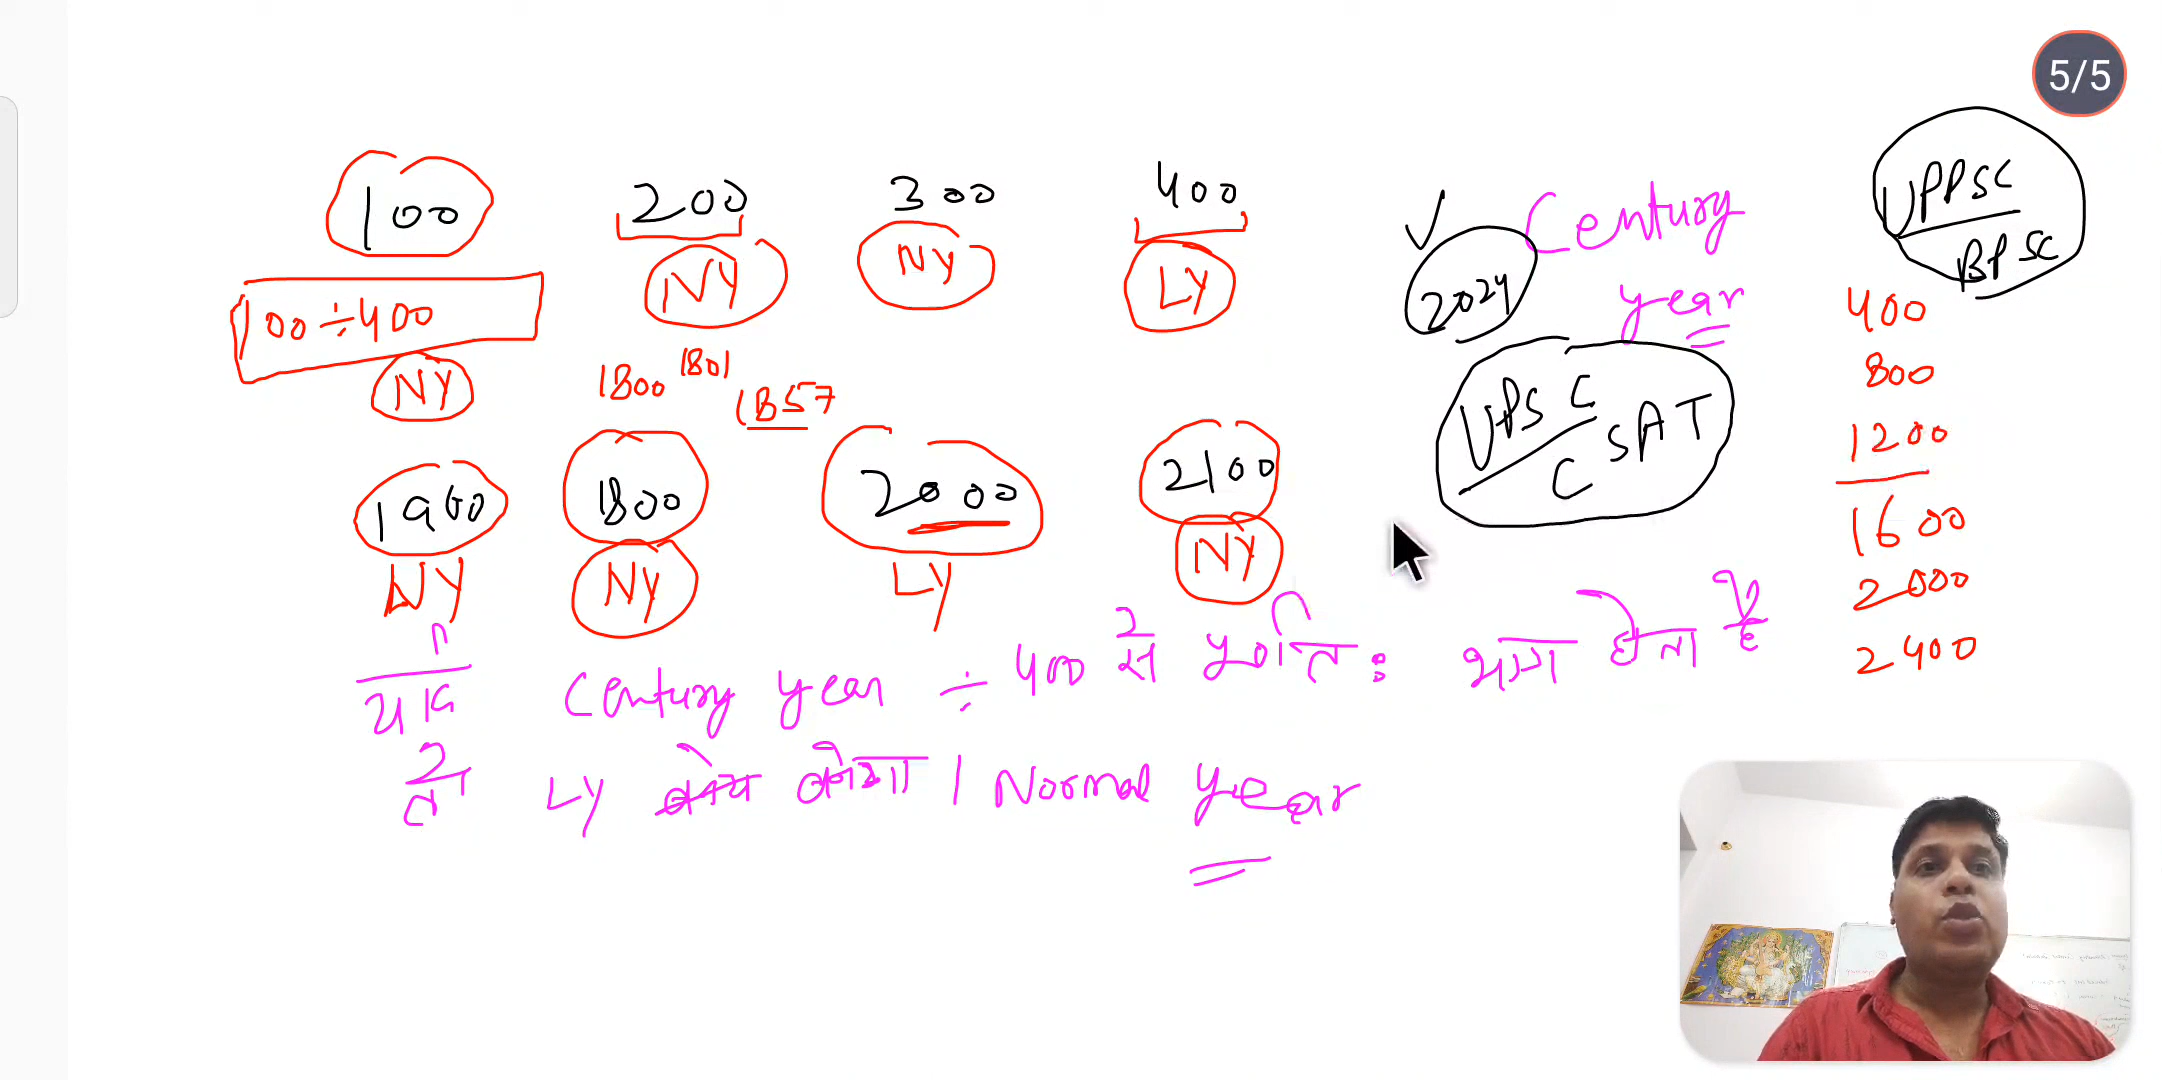 5/5
100 200 300 400
Century
year
UPPSC
BPSC
NY NY LY
100÷400
NY
2024
1800 1801 1857
UPSC
CSAT
400
800
1200
1600
2000
2400
1960 1800 2000 2100
NY NY LY NY
यदि Century year ÷ 400 से पूर्णतः भाग होता है
तो LY होगा । Normal year